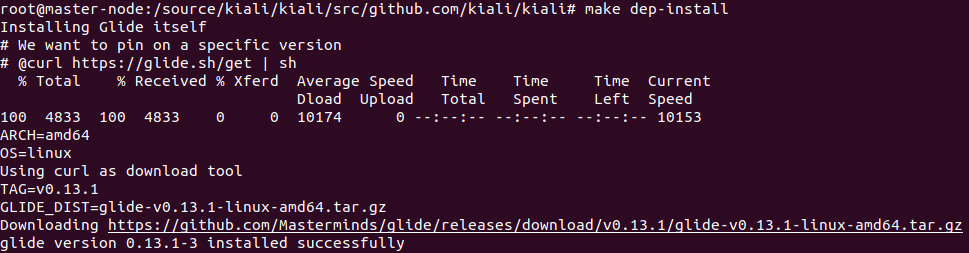 root@master-node:/source/kiali/kiali/src/github.com/kiali/kiali# make dep-install
Installing Glide itself
# We want to pin on a specific version
# @curl https://glide.sh/get | sh
  % Total    % Received % Xferd  Average Speed   Time    Time     Time  Current
                                 Dload  Upload   Total   Spent    Left  Speed
100  4833  100  4833    0     0  10174      0 --:--:-- --:--:-- --:--:-- 10153
ARCH=amd64
OS=linux
Using curl as download tool
TAG=v0.13.1
GLIDE_DIST=glide-v0.13.1-linux-amd64.tar.gz
Downloading https://github.com/Masterminds/glide/releases/download/v0.13.1/glide-v0.13.1-linux-amd64.tar.gz
glide version 0.13.1-3 installed successfully